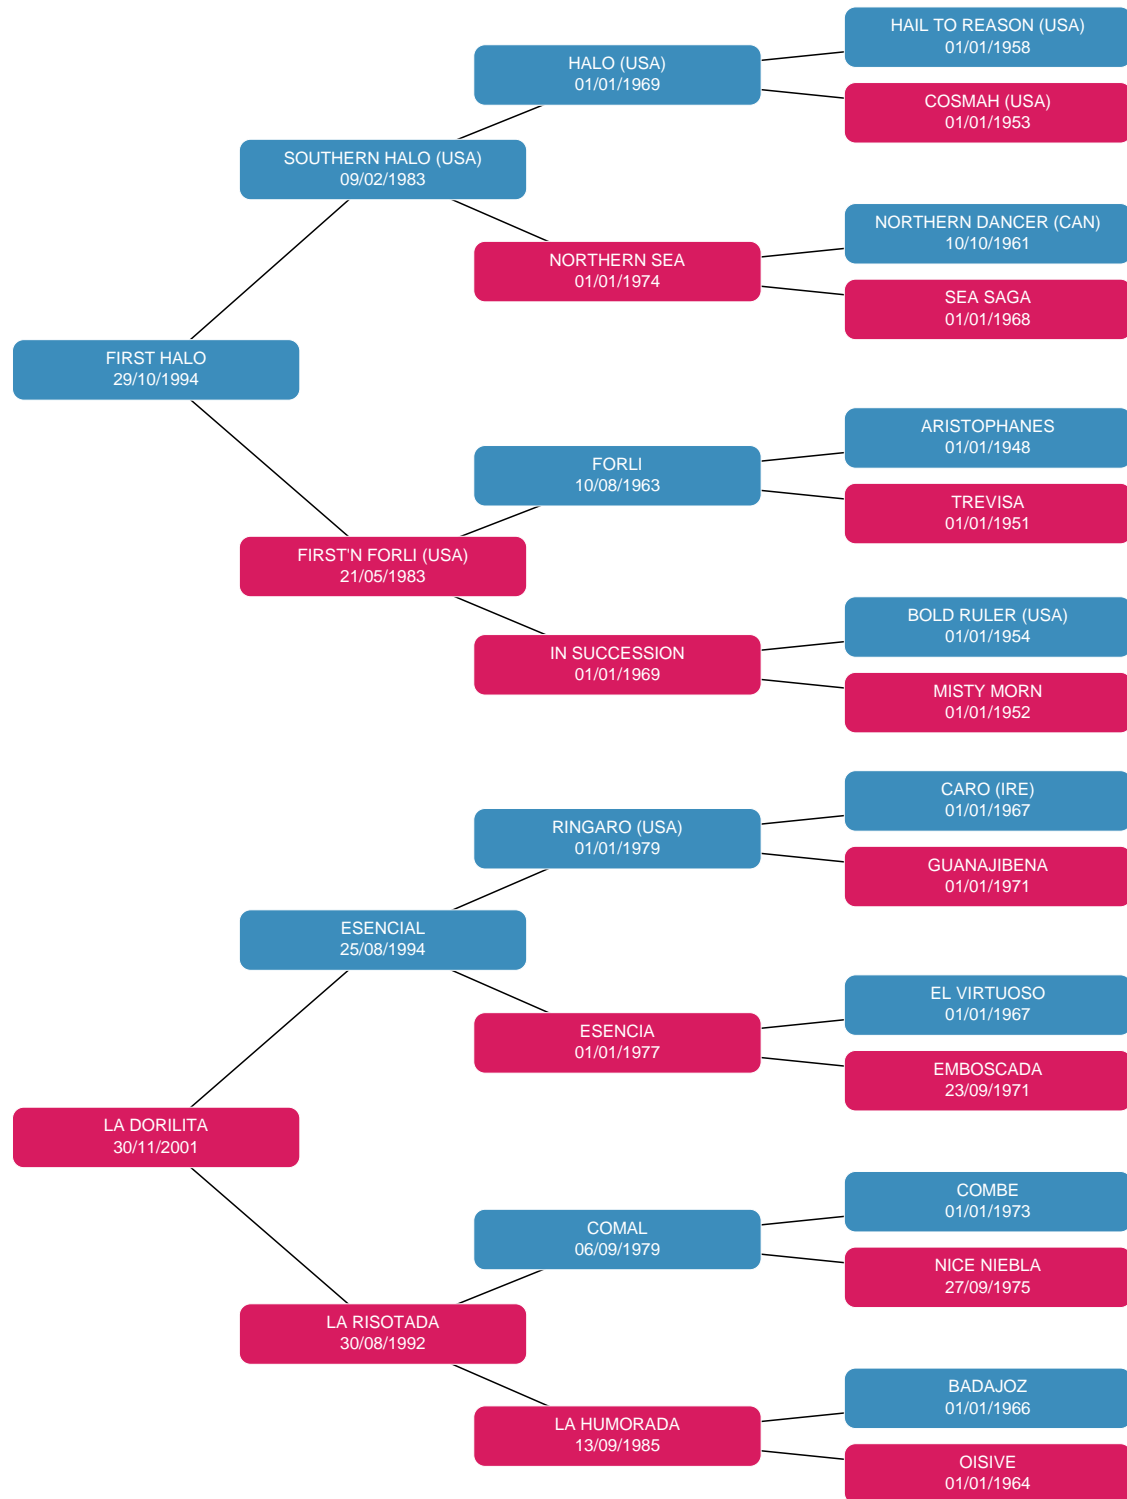 HAIL TO REASON (USA)
01/01/1958
HALO (USA)
01/01/1969
COSMAH (USA)
01/01/1953
SOUTHERN HALO (USA)
09/02/1983
NORTHERN DANCER (CAN)
10/10/1961
NORTHERN SEA
01/01/1974
SEA SAGA
01/01/1968
FIRST HALO
29/10/1994
ARISTOPHANES
01/01/1948
FORLI
10/08/1963
TREVISA
01/01/1951
FIRST'N FORLI (USA)
21/05/1983
BOLD RULER (USA)
01/01/1954
IN SUCCESSION
01/01/1969
MISTY MORN
01/01/1952
CARO (IRE)
01/01/1967
RINGARO (USA)
01/01/1979
GUANAJIBENA
01/01/1971
ESENCIAL
25/08/1994
EL VIRTUOSO
01/01/1967
ESENCIA
01/01/1977
EMBOSCADA
23/09/1971
LA DORILITA
30/11/2001
COMBE
01/01/1973
COMAL
06/09/1979
NICE NIEBLA
27/09/1975
LA RISOTADA
30/08/1992
BADAJOZ
01/01/1966
LA HUMORADA
13/09/1985
OISIVE
01/01/1964